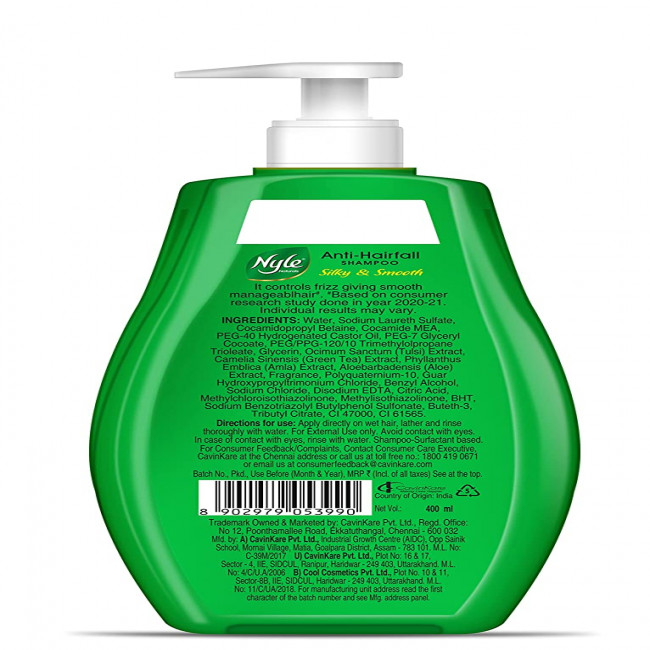 Nyle®
Naturals
Anti-Hairfall
SHAMPOO
Silky & Smooth
It controls frizz giving smooth
manageablhair*. *Based on consumer
research study done in year 2020-21.
Individual results may vary.
INGREDIENTS: Water, Sodium Laureth Sulfate,
Cocamidopropyl Betaine, Cocamide MEA,
PEG-40 Hydrogenated Castor Oil, PEG-7 Glyceryl
Cocoate, PEG/PPG-120/10 Trimethylolpropane
Trioleate, Glycerin, Ocimum Sanctum (Tulsi) Extract,
Camelia Sinensis (Green Tea) Extract, Phyllanthus
Emblica (Amla) Extract, Aloebarbadensis (Aloe)
Extract, Fragrance, Polyquaternium-10, Guar
Hydroxypropyltrimonium Chloride, Benzyl Alcohol,
Sodium Chloride, Disodium EDTA, Citric Acid,
Methylchloroisothiazolinone, Methylisothiazolinone, BHT,
Sodium Benzotriazolyl Butylphenol Sulfonate, Buteth-3,
Tributyl Citrate, CI 47000, CI 61565.
Directions for use: Apply directly on wet hair, lather and rinse
thoroughly with water. For External Use only. Avoid contact with eyes.
In case of contact with eyes, rinse with water. Shampoo-Surfactant based.
For Consumer Feedback/Complaints, Contact Consumer Care Executive.
CavinKare at the Chennai address or call us at toll free no.: 1800 419 0671
or email us at consumerfeedback@cavinkare.com
Batch No., Pkd., Use Before (Month & Year). MRP ₹ (Incl. of all taxes) See at the top.
CavinKare
Country of Origin: India
5
8 902979 053990
Net Vol.: 400 ml
Trademark Owned & Marketed by: CavinKare Pvt. Ltd., Regd. Office:
No 12, Poonthamallee Road, Ekkatuthangal, Chennai - 600 032
Mfd. by: A) CavinKare Pvt. Ltd., Industrial Growth Centre (AIDC), Opp Sainik
School, Mornai Village, Matia, Goalpara District, Assam - 783 101. M.L. No:
C-39M/2017 U) CavinKare Pvt. Ltd., Plot No: 16 & 17,
Sector - 4, IIE, SIDCUL, Ranipur, Haridwar - 249 403, Uttarakhand. M.L.
No: 4/C/U.A/2006 B) Cool Cosmetics Pvt. Ltd., Plot No: 10 & 11,
Sector-8B, IIE, SIDCUL, Haridwar - 249 403, Uttarakhand. M.L.
No: 11/C/UA/2018. For manufacturing unit address read the first
character of the batch number and see Mfg. address panel.